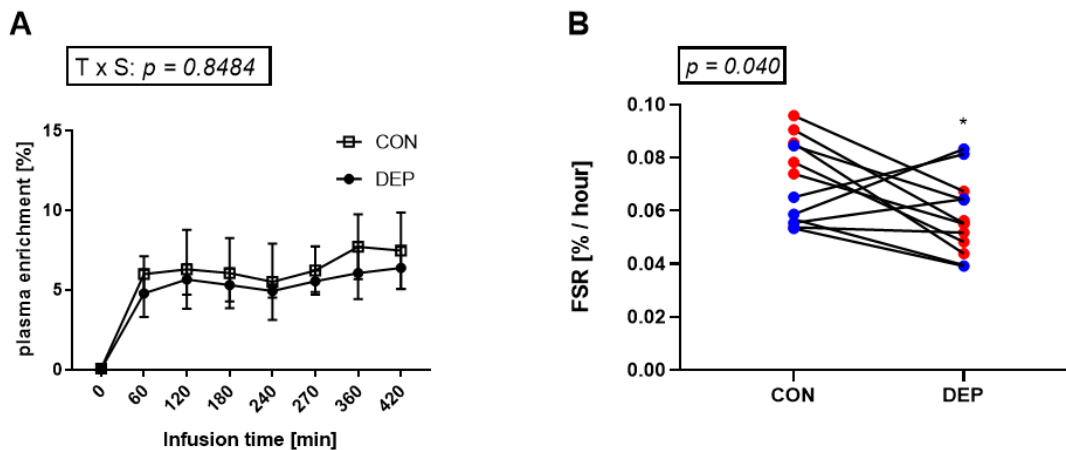 A
T x S: p = 0.8484
15
10
5
0
plasma enrichment [%]
CON
DEP
0
60
120
180
240
270
360
420
Infusion time [min]
B
p = 0.040
0.10
0.08
0.06
0.04
0.02
0.00
FSR [% / hour]
*
CON
DEP